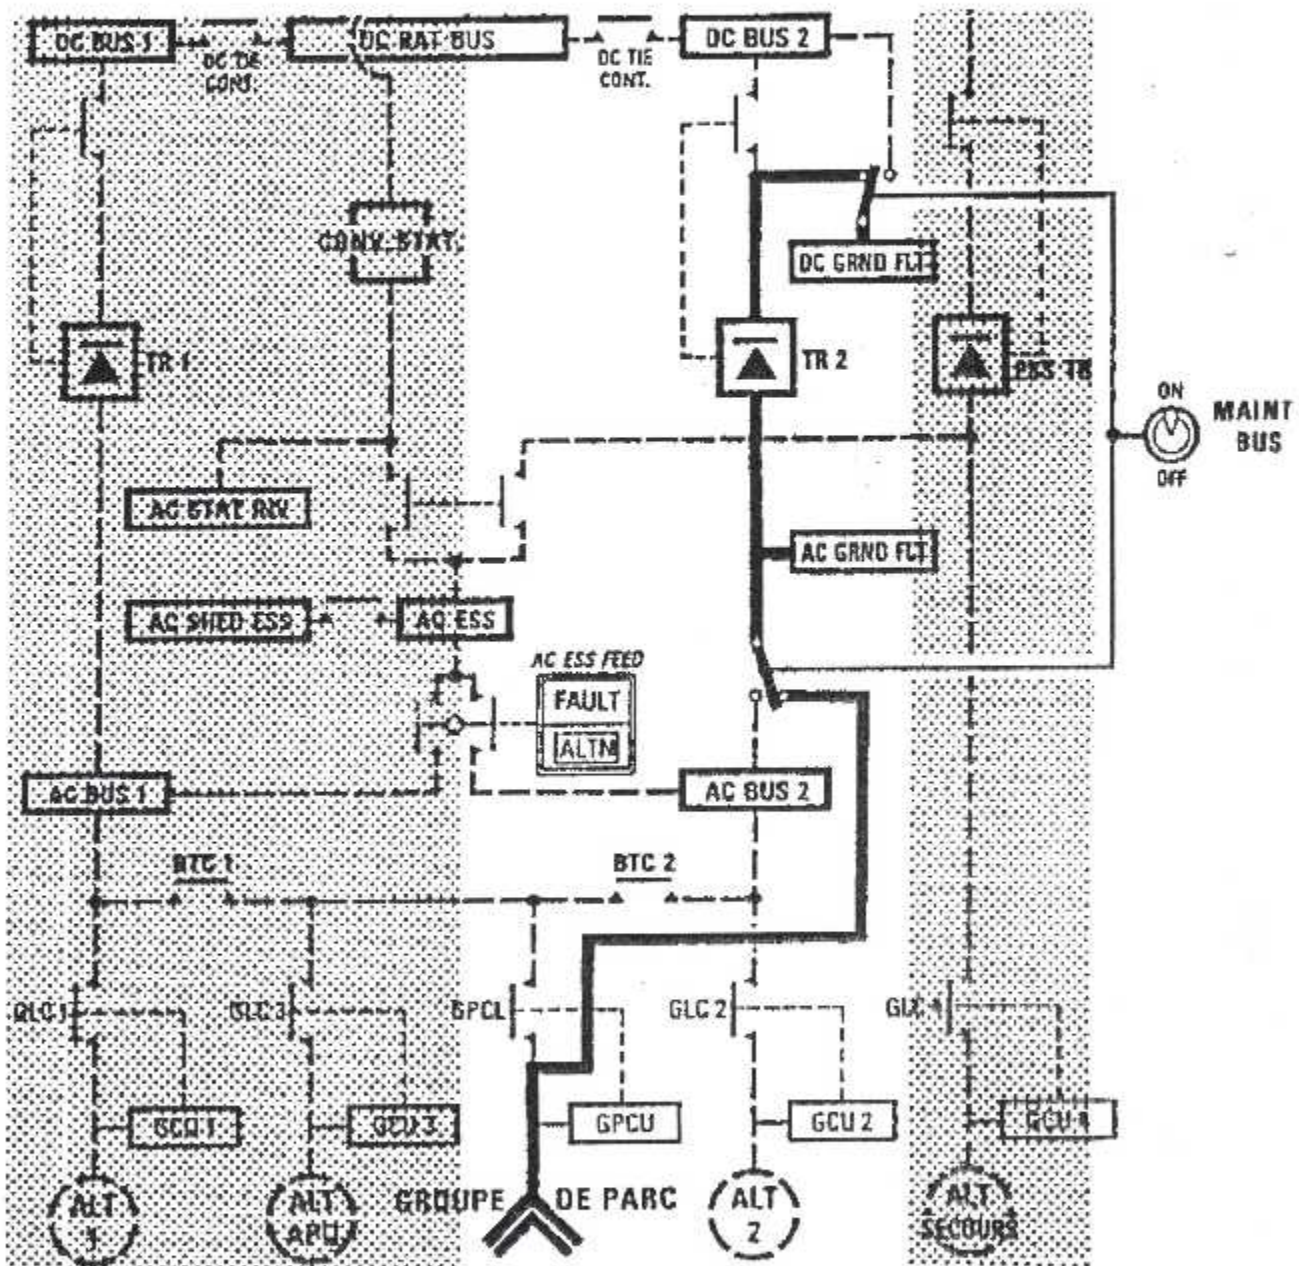 DC BUS 1
DC RAT BUS
DC BUS 2
DC TIE
CONT.
DC TIE
CONT.
CONV. STAT.
DC GRND FLT
TR 1
TR 2
ESS TR
ON
MAINT
BUS
OFF
AC STAT INV
AC GRND FLT
AC SHED ESS
AC ESS
AC ESS FEED
FAULT
ALTN
AC BUS 1
AC BUS 2
BTC 1
BTC 2
GLC 1
GLC 3
GPCL
GLC 2
GLC 4
GCU 1
GCU 3
GPCU
GCU 2
GCU 4
ALT
1
ALT
APU
GROUPE DE PARC
ALT
2
ALT
SECOURS